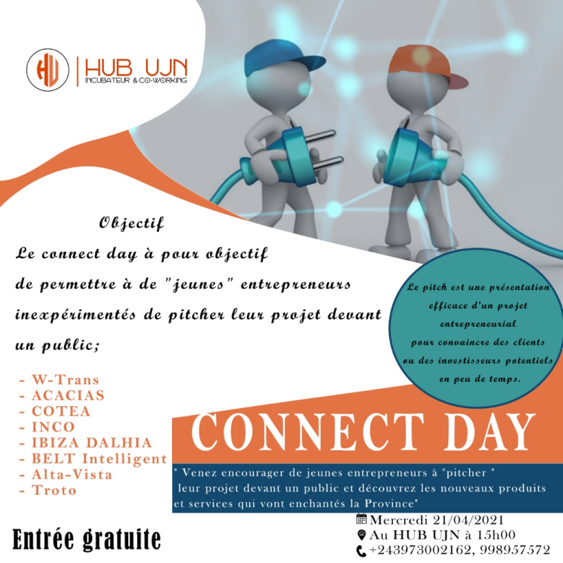 HUB UJN
INCUBATEUR & CO-WORKING
Objectif
Le connect day à pour objectif
de permettre à de "jeunes" entrepreneurs
inexpérimentés de pitcher leur projet devant
un public;
Le pitch est une présentation
efficace d'un projet
entrepreneurial
pour convaincre des clients
ou des investisseurs potentiels
en peu de temps.
- W-Trans
- ACACIAS
- COTEA
- INCO
- IBIZA DALHIA
- BELT Intelligent
- Alta-Vista
- Troto
CONNECT DAY
" Venez encourager de jeunes entrepreneurs à "pitcher "
leur projet devant un public et découvrez les nouveaux produits
et services qui vont enchantés la Province"
Entrée gratuite
Mercredi 21/04/2021
Au HUB UJN à 15h00
+243973002162, 998957572